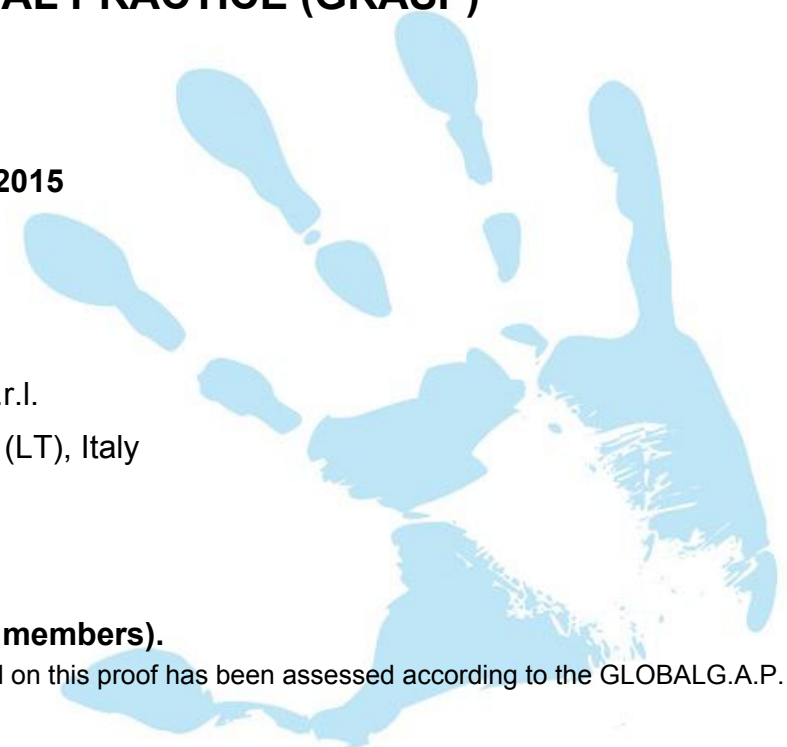 AL PRACTICE (GRASP)
2015
.r.l.
(LT), Italy
members).
on this proof has been assessed according to the GLOBALG.A.P.